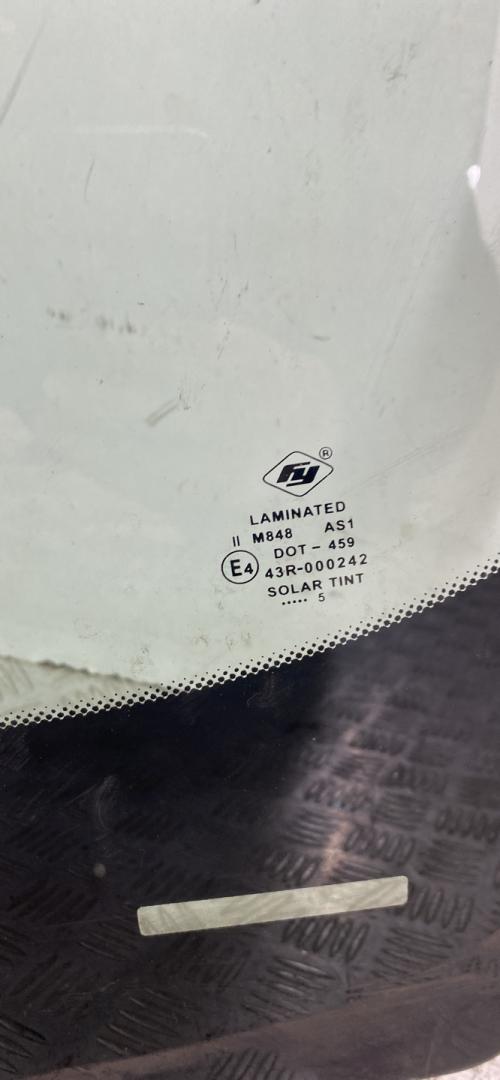 FY ®
LAMINATED
II M848 AS1
DOT – 459
E4 43R-000242
SOLAR TINT
····· 5